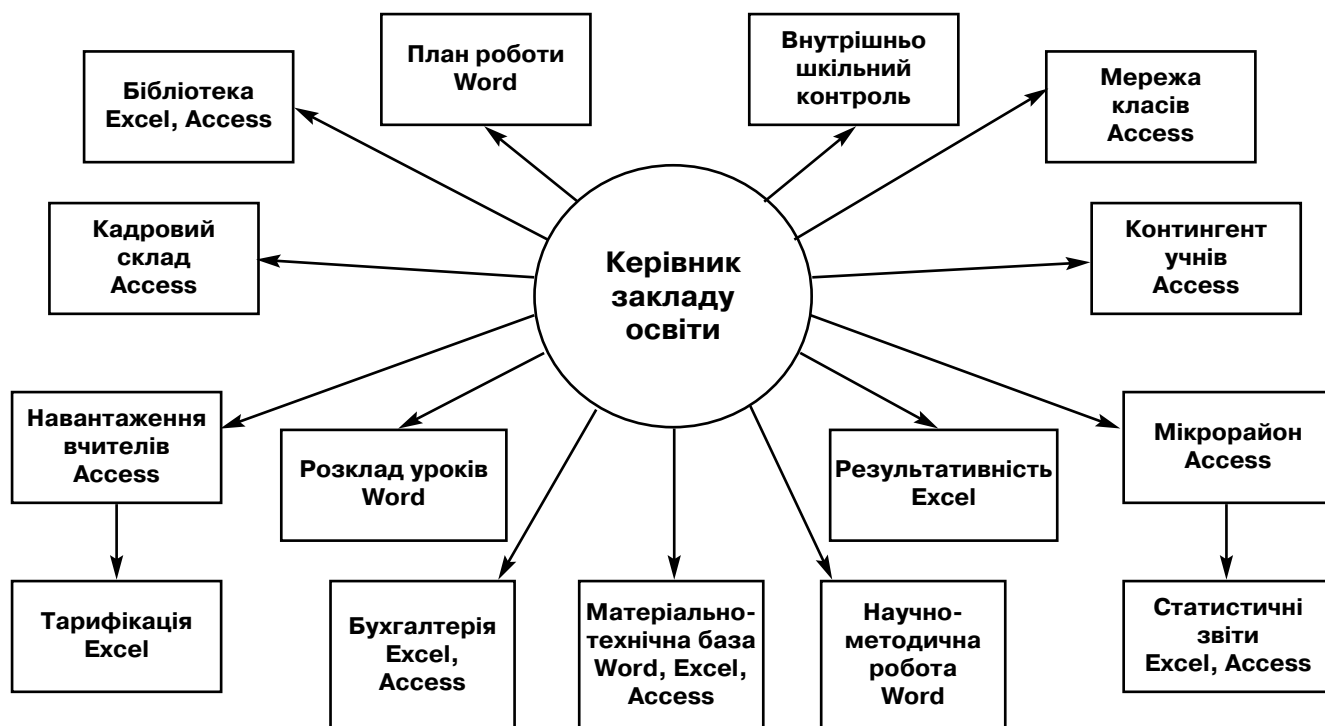 План роботи
Word
Внутрішньо
шкільний
контроль
Бібліотека
Excel, Access
Мережа
класів
Access
Кадровий
склад
Access
Керівник
закладу
освіти
Контингент
учнів
Access
Навантаження
вчителів
Access
Розклад уроків
Word
Результативність
Excel
Мікрорайон
Access
Тарифікація
Excel
Бухгалтерія
Excel,
Access
Матеріально-
технічна база
Word, Excel,
Access
Научно-
методична
робота
Word
Статистичні
звіти
Excel, Access